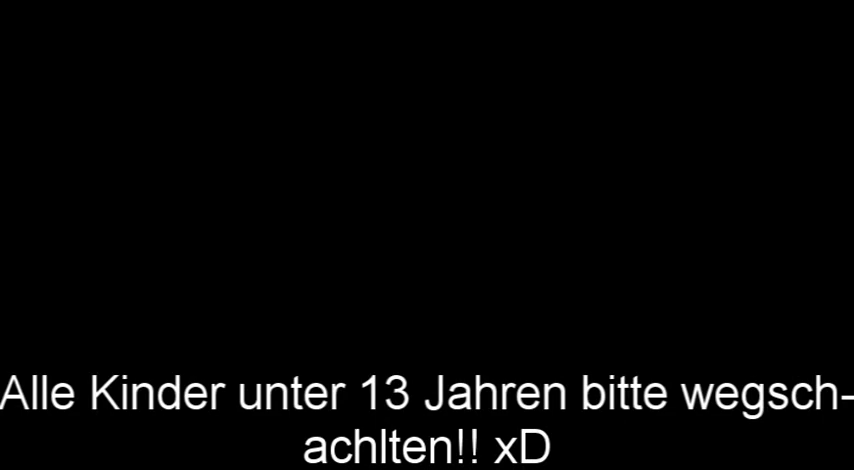 Alle Kinder unter 13 Jahren bitte wegsch-
achlten!! xD